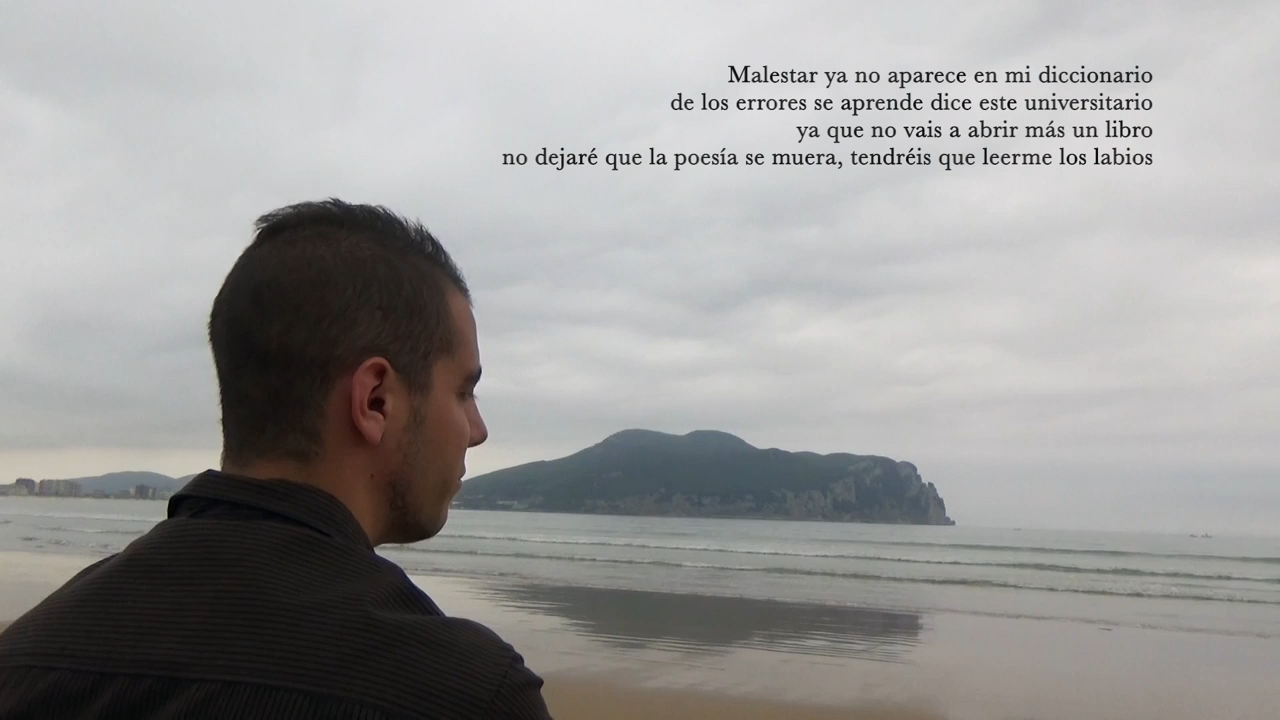 Malestar ya no aparece en mi diccionario
de los errores se aprende dice este universitario
ya que no vais a abrir más un libro
no dejaré que la poesía se muera, tendréis que leerme los labios